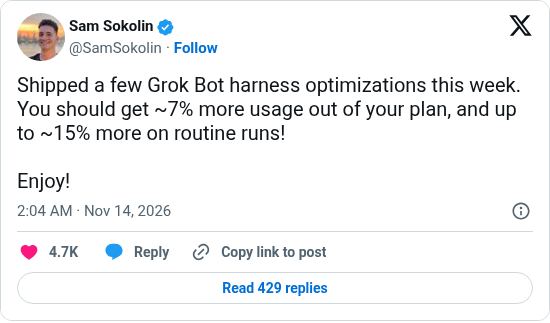 Sam Sokolin
@SamSokolin · Follow
Shipped a few Grok Bot harness optimizations this week.
You should get ~7% more usage out of your plan, and up
to ~15% more on routine runs!
Enjoy!
2:04 AM · Nov 14, 2026
4.7K Reply Copy link to post
Read 429 replies